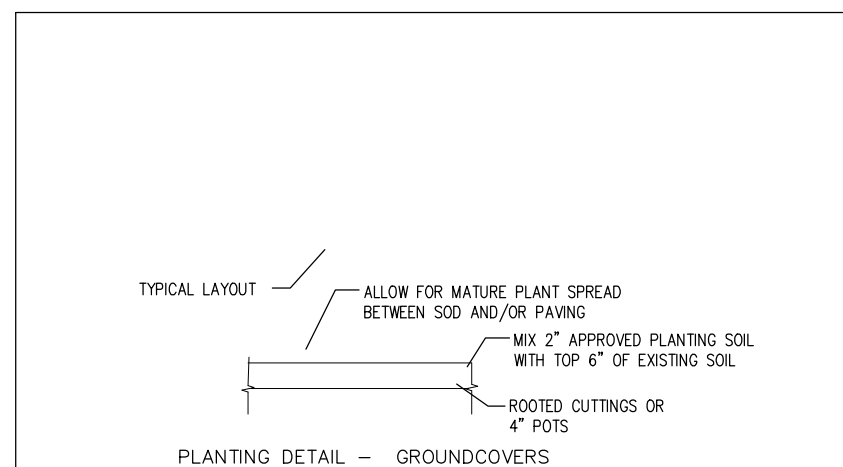 TYPICAL LAYOUT
ALLOW FOR MATURE PLANT SPREAD
BETWEEN SOD AND/OR PAVING
MIX 2" APPROVED PLANTING SOIL
WITH TOP 6" OF EXISTING SOIL
ROOTED CUTTINGS OR
4" POTS
PLANTING DETAIL – GROUNDCOVERS